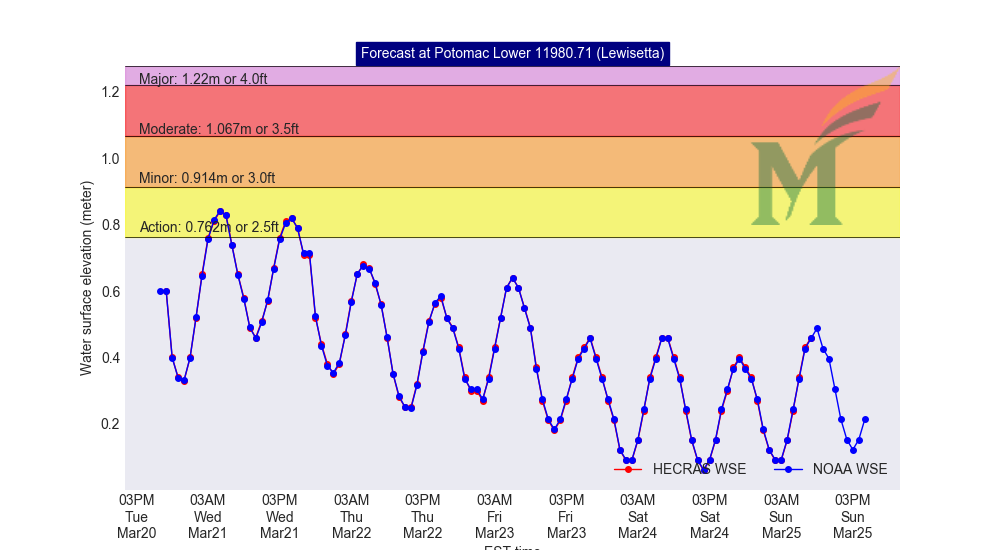 Forecast at Potomac Lower 11980.71 (Lewisetta)
Major: 1.22m or 4.0ft
Moderate: 1.067m or 3.5ft
Minor: 0.914m or 3.0ft
Action: 0.762m or 2.5ft
Water surface elevation (meter)
1.2
1.0
0.8
0.6
0.4
0.2
M
HECRAS WSE
NOAA WSE
03PM Tue Mar20
03AM Wed Mar21
03PM Wed Mar21
03AM Thu Mar22
03PM Thu Mar22
03AM Fri Mar23
03PM Fri Mar23
03AM Sat Mar24
03PM Sat Mar24
03AM Sun Mar25
03PM Sun Mar25
EST time